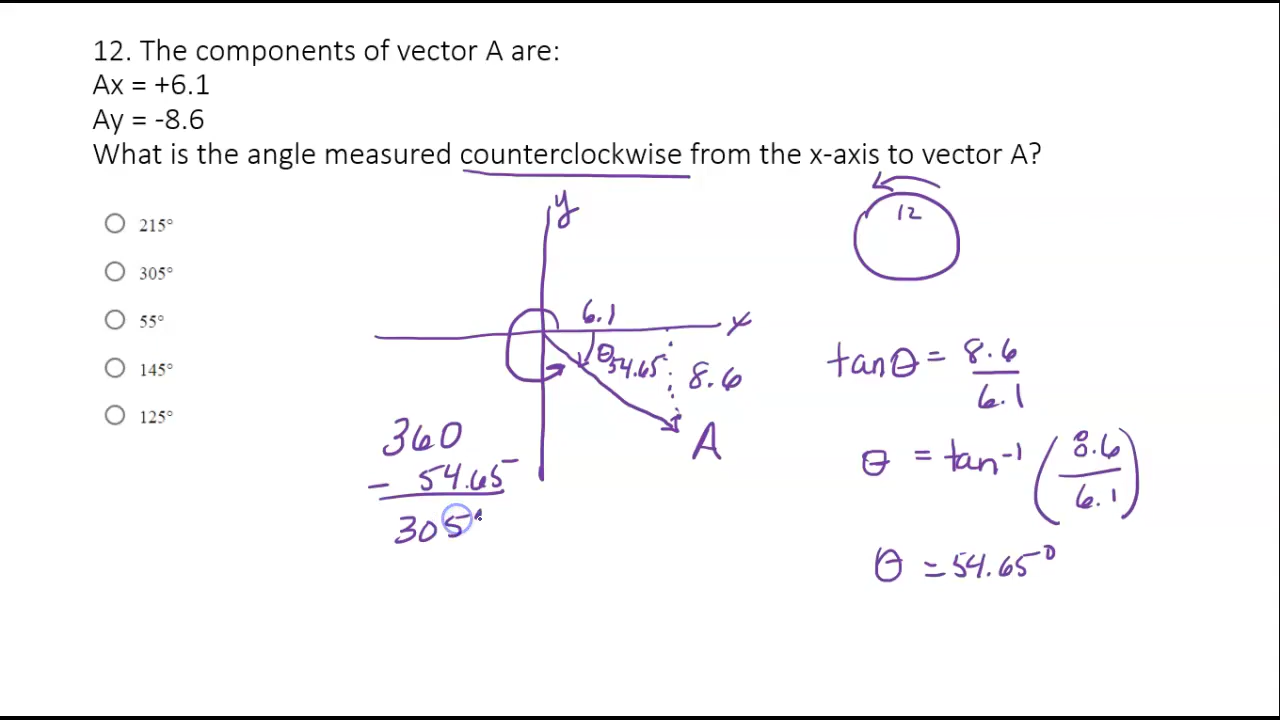 12. The components of vector A are:
Ax = +6.1
Ay = -8.6
What is the angle measured counterclockwise from the x-axis to vector A?
215°
305°
55°
145°
125°
y
12
6.1
x
θ 54.65
8.6
A
tanθ = 8.6
6.1
θ = tan-1 (8.6
6.1)
θ = 54.65°
360
- 54.65
305°